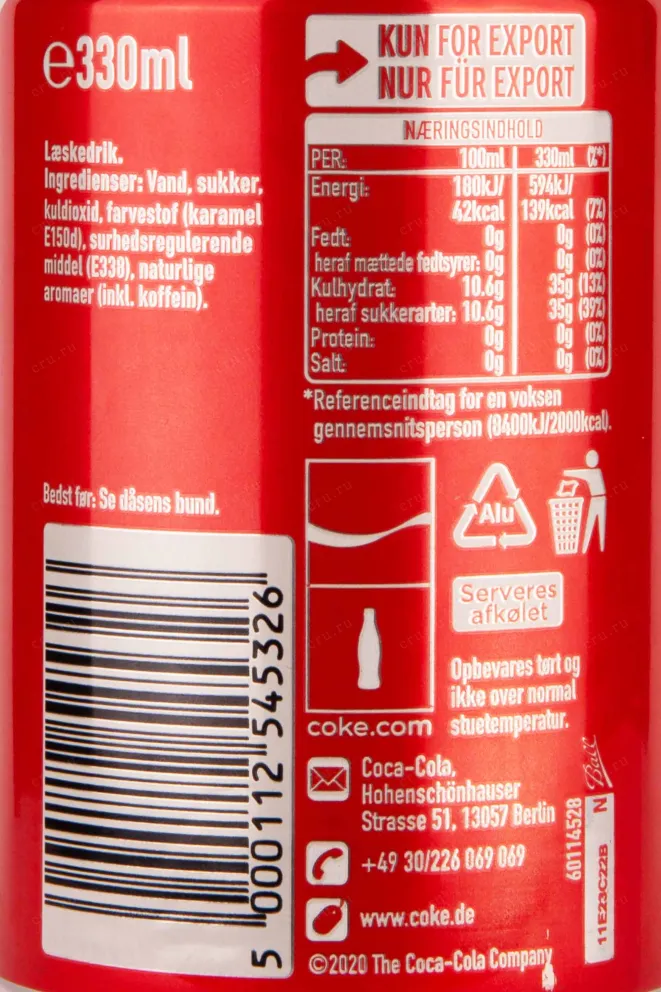 ℮330ml
KUN FOR EXPORT
NUR FÜR EXPORT
Læskedrik.
Ingredienser: Vand, sukker,
kuldioxid, farvestof (karamel
E150d), surhedsregulerende
middel (E338), naturlige
aromaer (inkl. koffein).
NÆRINGSINDHOLD
PER: 100ml 330ml (%*)
Energi: 180kJ/ 594kJ/
42kcal 139kcal (7%)
Fedt: 0g 0g (0%)
heraf mættede fedtsyrer: 0g 0g (0%)
Kulhydrat: 10.6g 35g (13%)
heraf sukkerarter: 10.6g 35g (39%)
Protein: 0g 0g (0%)
Salt: 0g 0g (0%)
*Referenceindtag for en voksen
gennemsnitsperson (8400kJ/2000kcal).
Bedst før: Se dåsens bund.
Alu
Serveres
afkølet
Opbevares tørt og
ikke over normal
stuetemperatur.
coke.com
Coca-Cola,
Hohenschönhauser
Strasse 51, 13057 Berlin
+49 30/226 069 069
www.coke.de
©2020 The Coca-Cola Company
5 000112 545326
60114528
Ball
N
11E23C22B
cru.ru